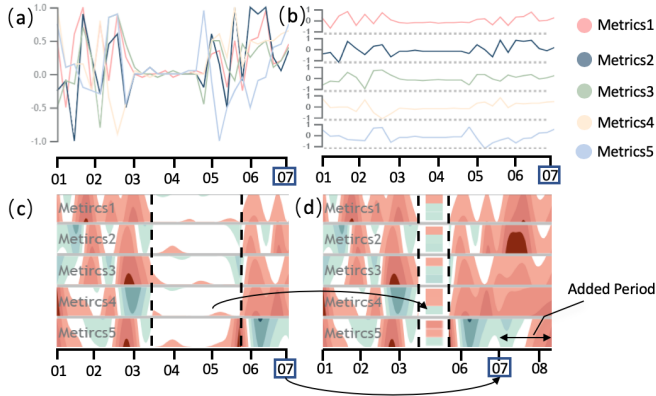 (a)
1.0
0.5
0.0
-0.5
-1.0
01 02 03 04 05 06 07
(b)
1
0
-1
1
0
-1
1
0
-1
1
0
-1
1
0
-1
01 02 03 04 05 06 07
Metrics1
Metrics2
Metrics3
Metrics4
Metrics5
(c)
Metircs1
Metircs2
Metircs3
Metircs4
Metircs5
01 02 03 04 05 06 07
(d)
Metircs1
Metircs2
Metircs3
Metircs4
Metircs5
01 02 03 06 07 08
Added Period